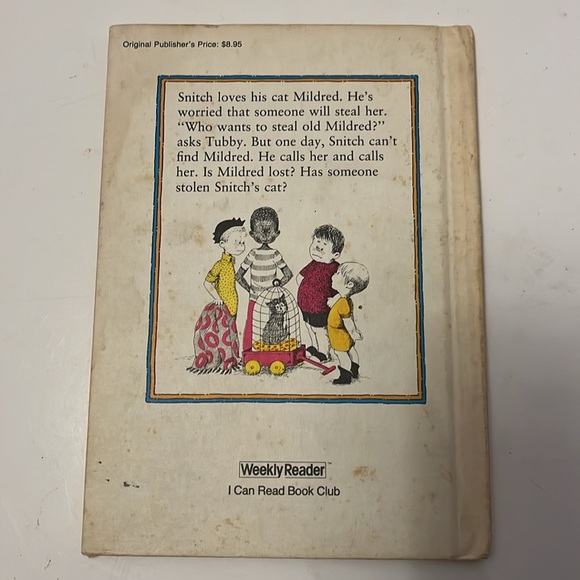 Original Publisher's Price: $8.95
Snitch loves his cat Mildred. He's
worried that someone will steal her.
"Who wants to steal old Mildred?"
asks Tubby. But one day, Snitch can't
find Mildred. He calls her and calls
her. Is Mildred lost? Has someone
stolen Snitch's cat?
Weekly Reader™
I Can Read Book Club